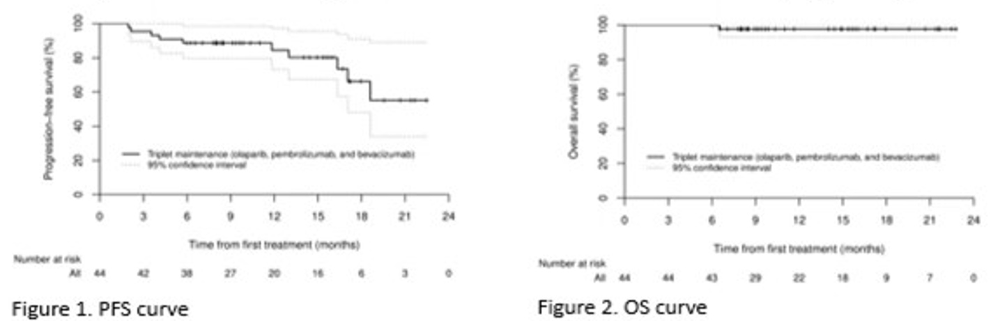 Progression-free survival (%)
100
80
60
40
20
0
Triplet maintenance (olaparib, pembrolizumab, and bevacizumab)
95% confidence interval
0 3 6 9 12 15 18 21 24
Time from first treatment (months)
Number at risk
All 44 42 38 27 20 16 6 3 0
Figure 1. PFS curve
Overall survival (%)
100
80
60
40
20
0
Triplet maintenance (olaparib, pembrolizumab, and bevacizumab)
95% confidence interval
0 3 6 9 12 15 18 21 24
Time from first treatment (months)
Number at risk
All 44 44 43 29 22 18 9 7 0
Figure 2. OS curve